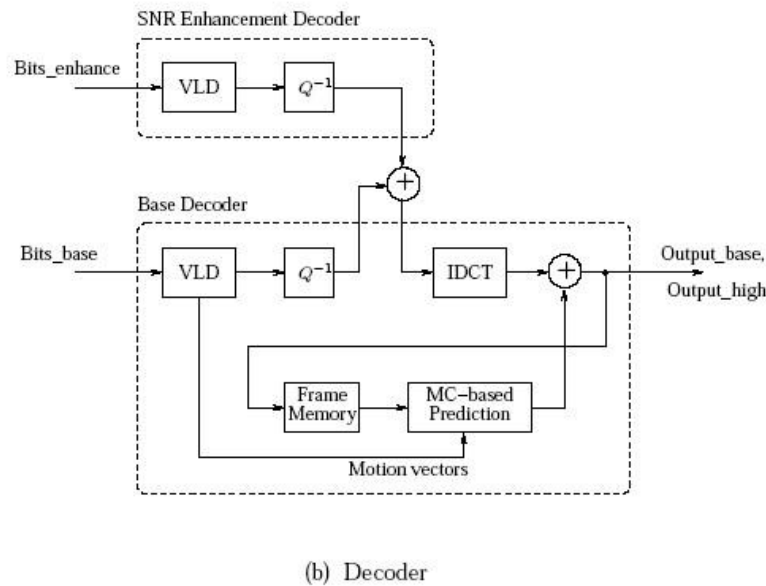 SNR Enhancement Decoder
Bits_enhance
VLD
Q⁻¹
+
Base Decoder
Bits_base
VLD
Q⁻¹
IDCT
+
Output_base,
Output_high
Frame
Memory
MC-based
Prediction
Motion vectors
(b) Decoder